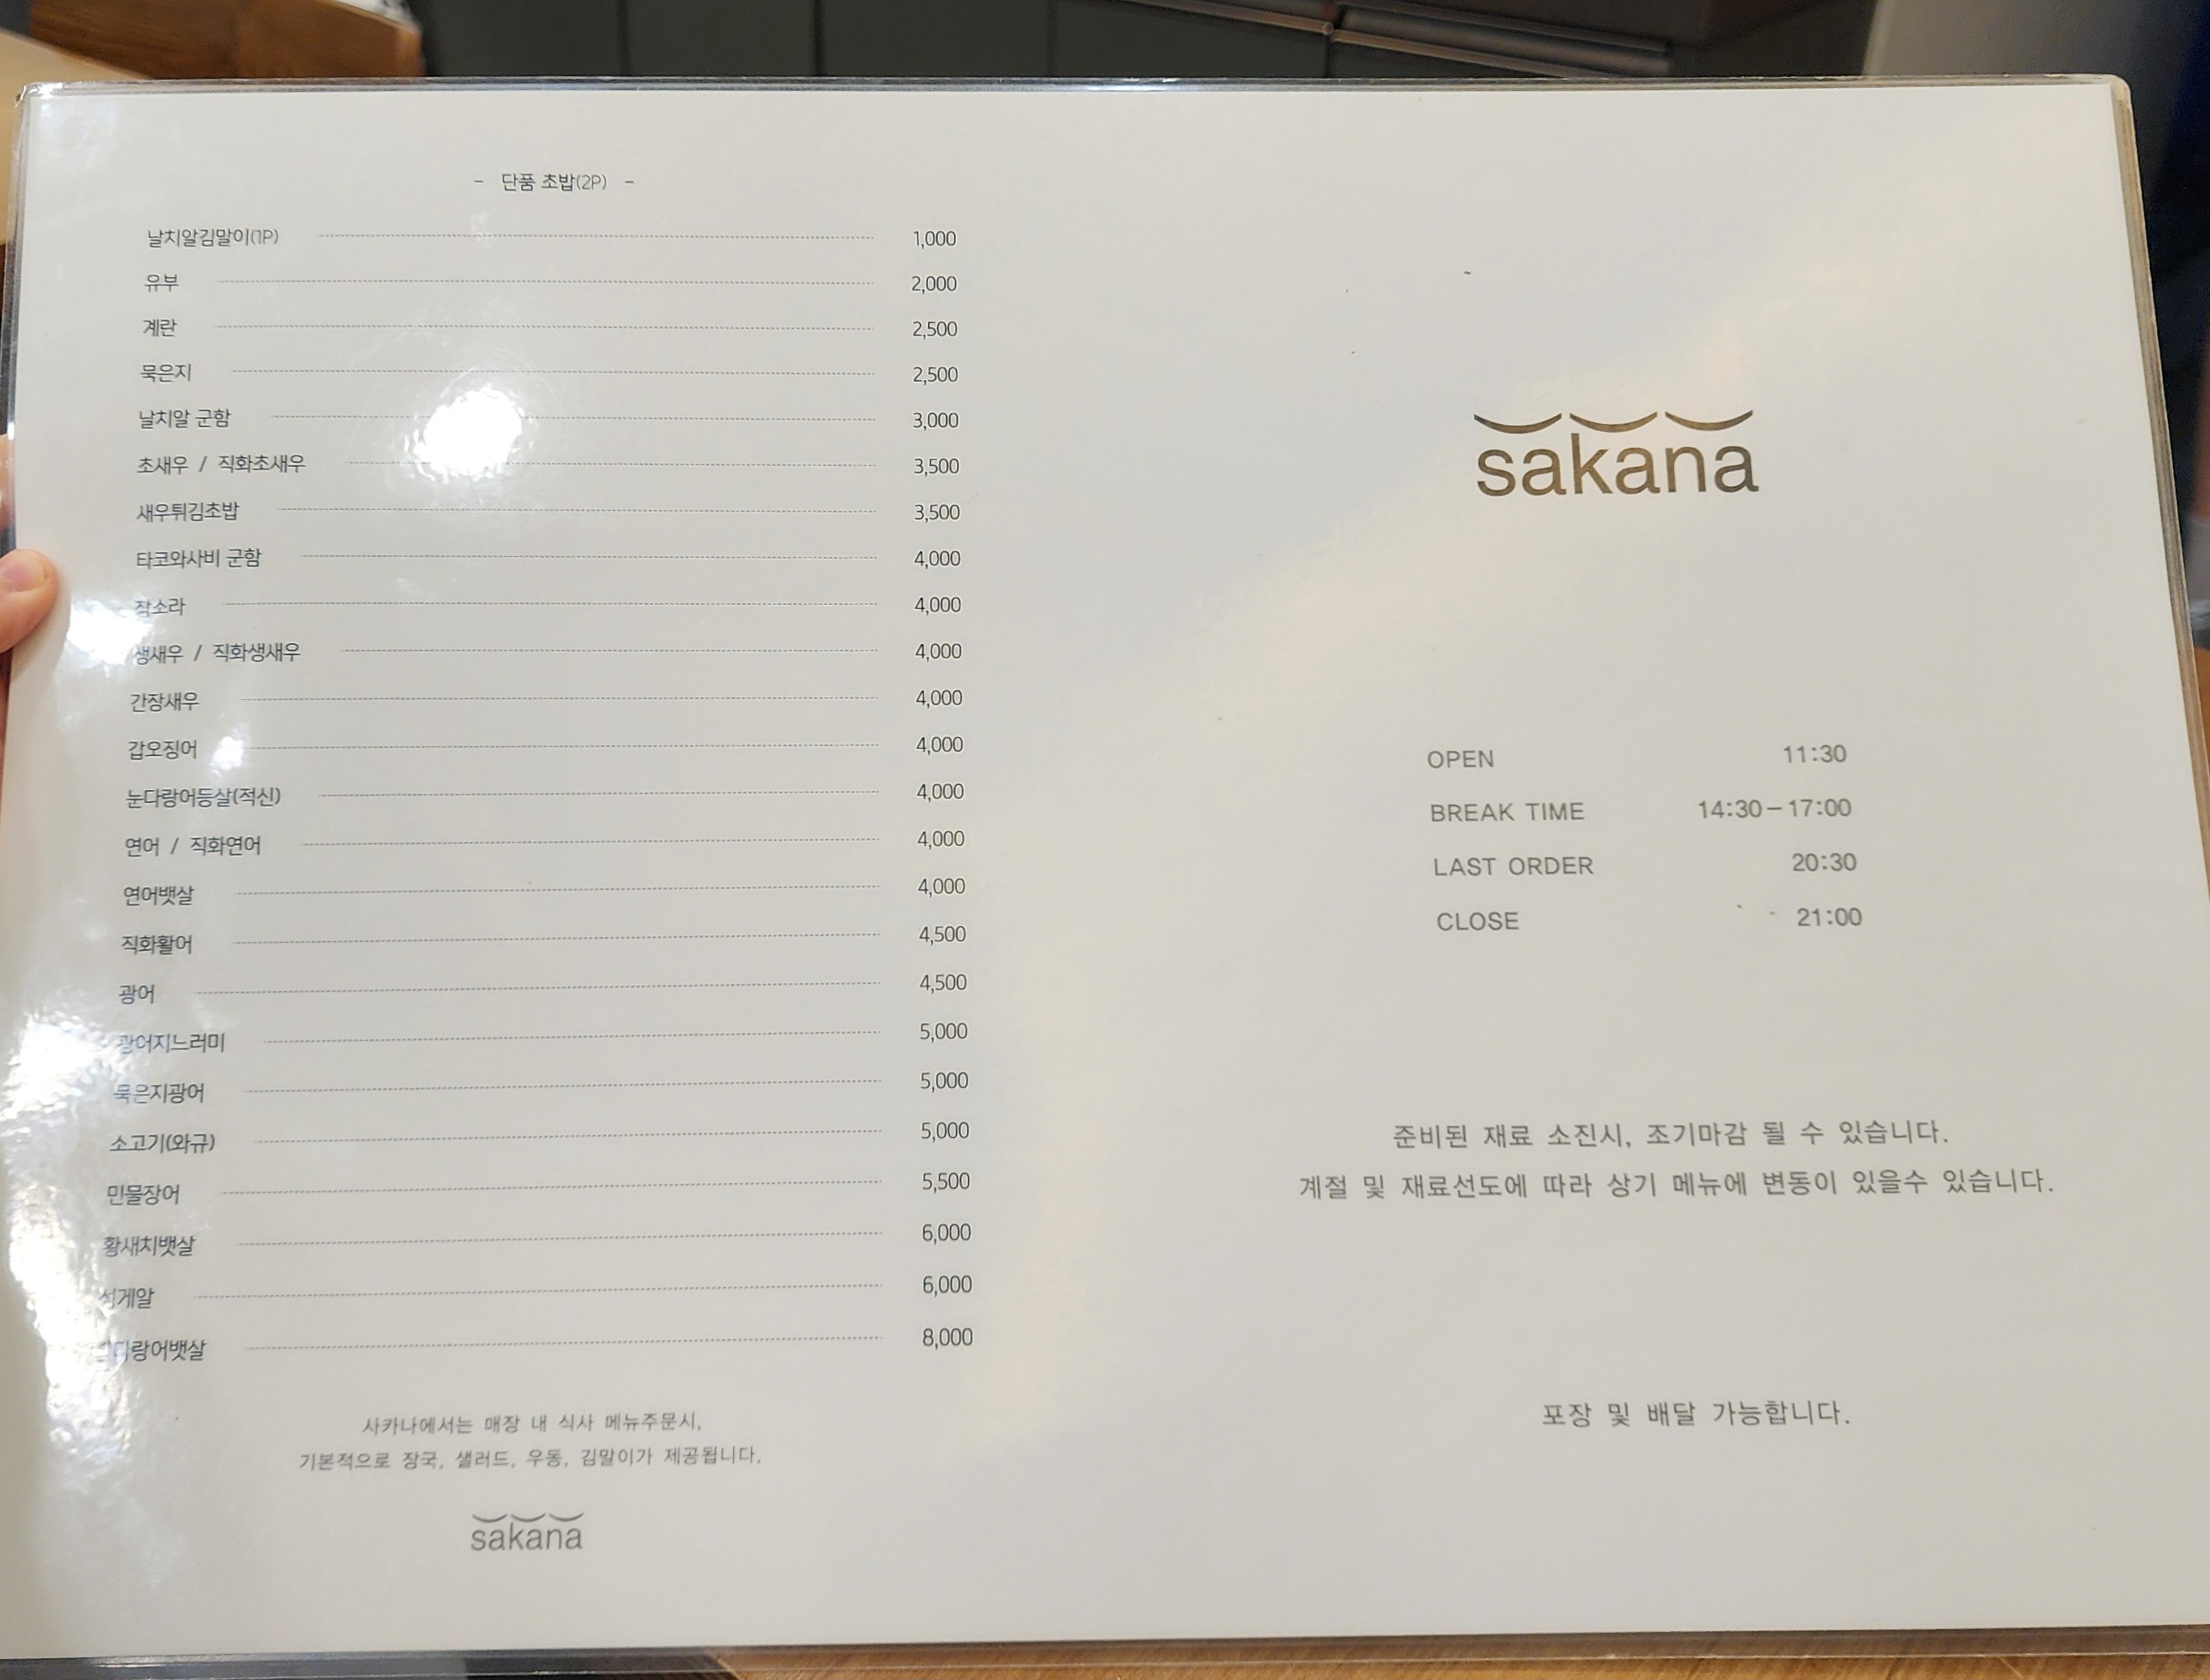 - 단품 초밥(2P) -
날치알김말이(1P) 1,000
유부 2,000
계란 2,500
묵은지 2,500
날치알 군함 3,000
초새우 / 직화초새우 3,500
새우튀김초밥 3,500
타코와사비 군함 4,000
참소라 4,000
생새우 / 직화생새우 4,000
간장새우 4,000
갑오징어 4,000
눈다랑어등살(적신) 4,000
연어 / 직화연어 4,000
연어뱃살 4,000
직화활어 4,500
광어 4,500
광어지느러미 5,000
묵은지광어 5,000
소고기(와규) 5,000
민물장어 5,500
황새치뱃살 6,000
6,000
8,000
사카나에서는 매장 내 식사 메뉴주문시,
기본적으로 장국, 샐러드, 우동, 김말이가 제공됩니다.
sakana
sakana
OPEN 11:30
BREAK TIME 14:30-17:00
LAST ORDER 20:30
CLOSE 21:00
준비된 재료 소진시, 조기마감 될 수 있습니다.
계절 및 재료선도에 따라 상기 메뉴에 변동이 있을수 있습니다.
포장 및 배달 가능합니다.